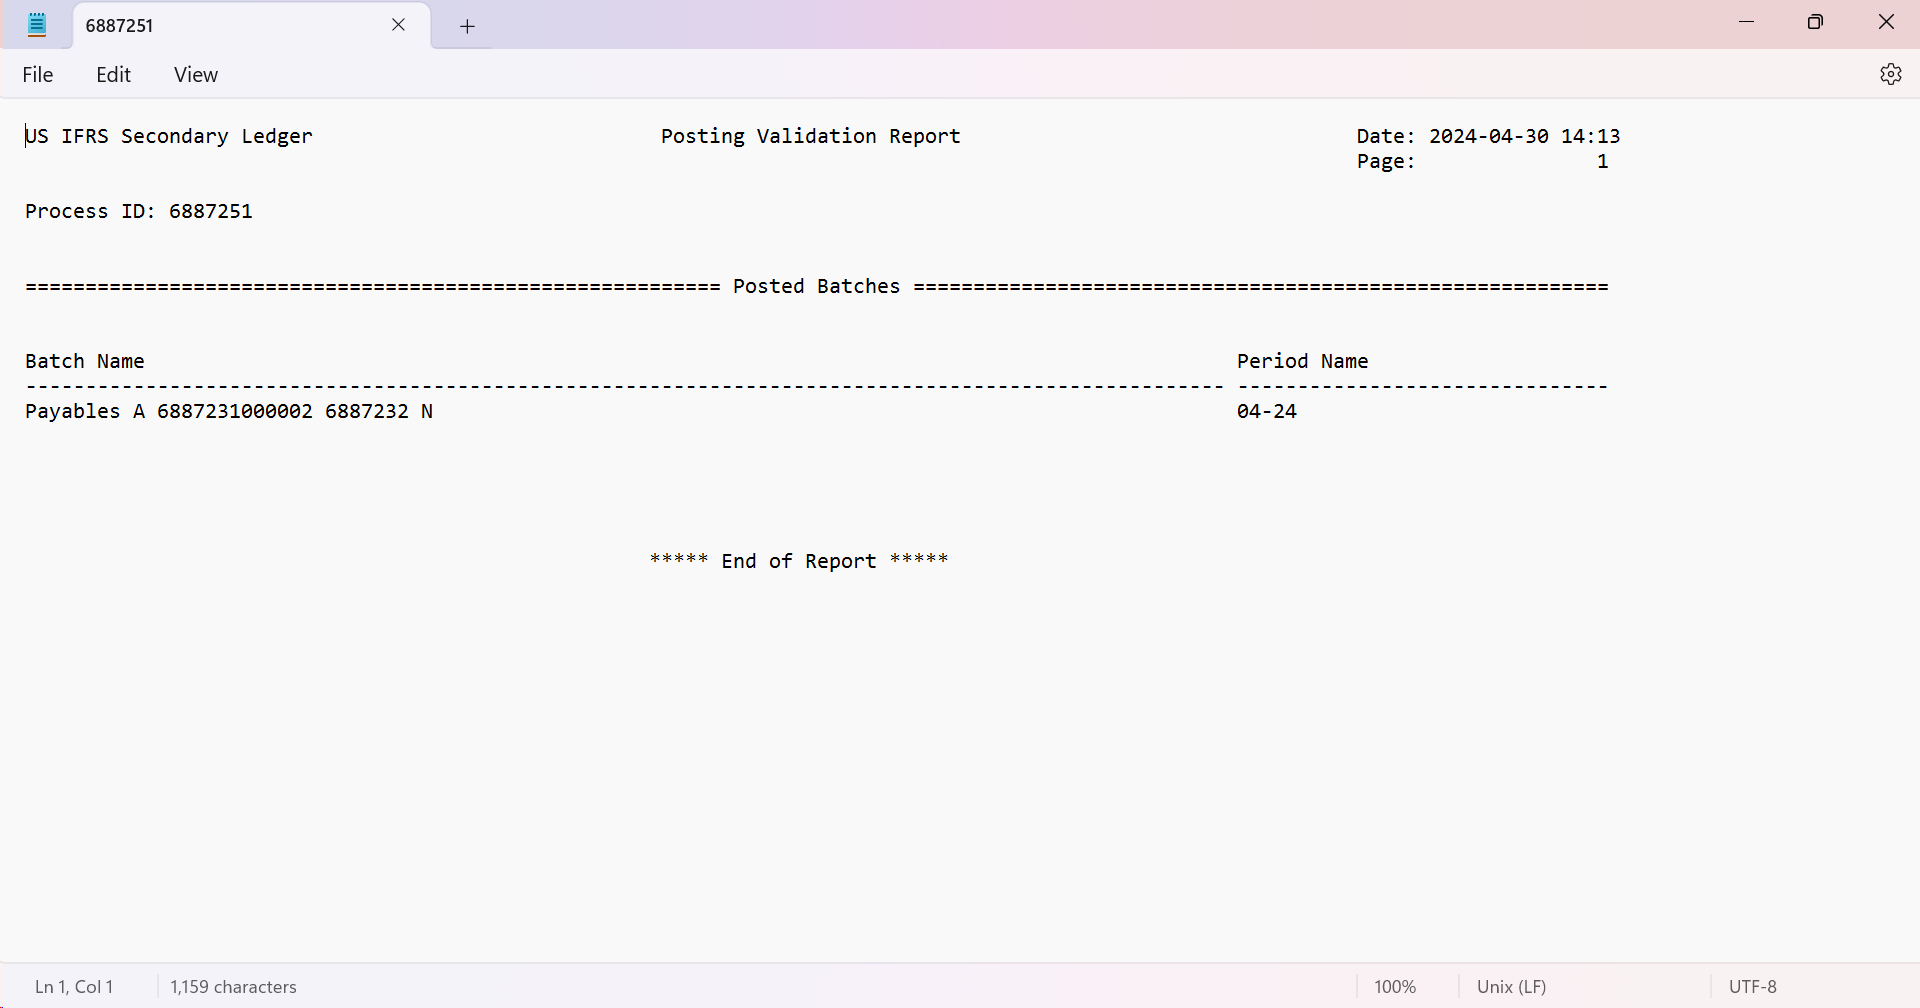 6887251
File Edit View
US IFRS Secondary Ledger Posting Validation Report Date: 2024-04-30 14:13
Page: 1
Process ID: 6887251
========================================================== Posted Batches ==========================================================
Batch Name Period Name
---------------------------------------------------------------------------------------------------- -------------------------------
Payables A 6887231000002 6887232 N 04-24
***** End of Report *****
Ln 1, Col 1 1,159 characters 100% Unix (LF) UTF-8